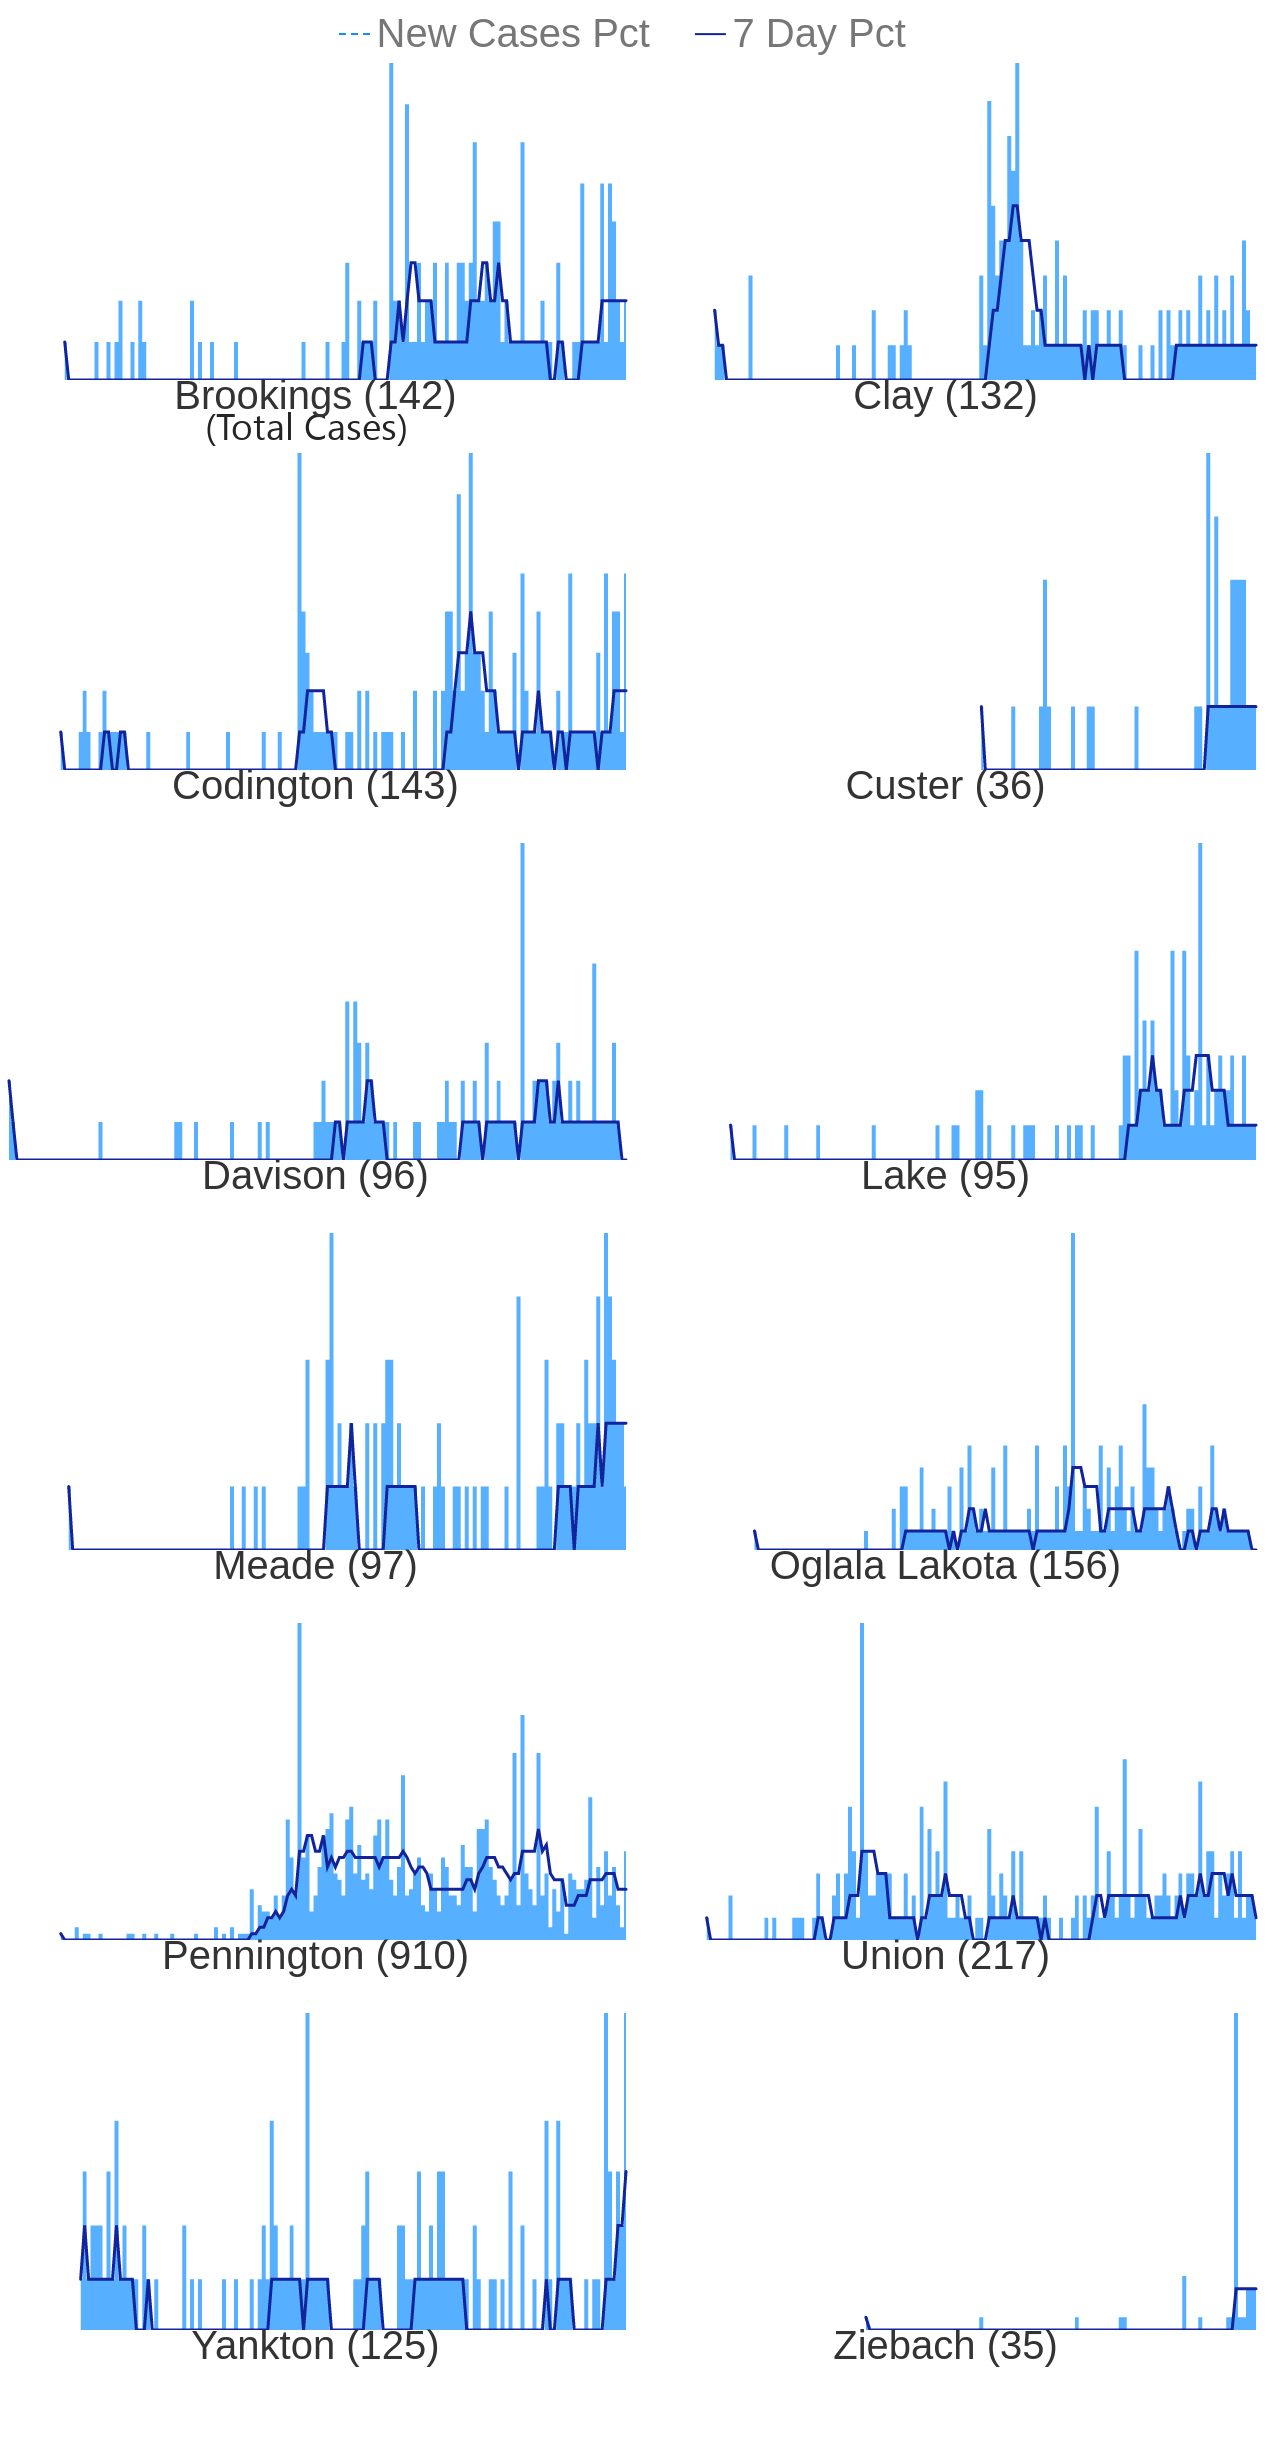 New Cases Pct 7 Day Pct
Brookings (142) Clay (132)
(Total Cases)
Codington (143) Custer (36)
Davison (96) Lake (95)
Meade (97) Oglala Lakota (156)
Pennington (910) Union (217)
Yankton (125) Ziebach (35)